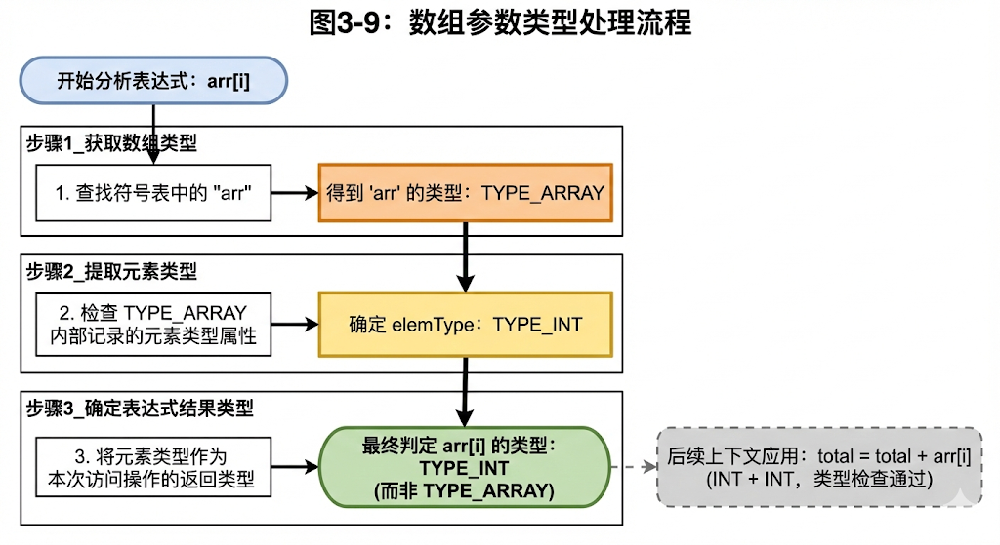 图3-9：数组参数类型处理流程
开始分析表达式：arr[i]
步骤1_获取数组类型
1. 查找符号表中的 "arr"
得到 'arr' 的类型：TYPE_ARRAY
步骤2_提取元素类型
2. 检查 TYPE_ARRAY
内部记录的元素类型属性
确定 elemType：TYPE_INT
步骤3_确定表达式结果类型
3. 将元素类型作为
本次访问操作的返回类型
最终判定 arr[i] 的类型：
TYPE_INT
(而非 TYPE_ARRAY)
后续上下文应用：total = total + arr[i]
(INT + INT，类型检查通过)